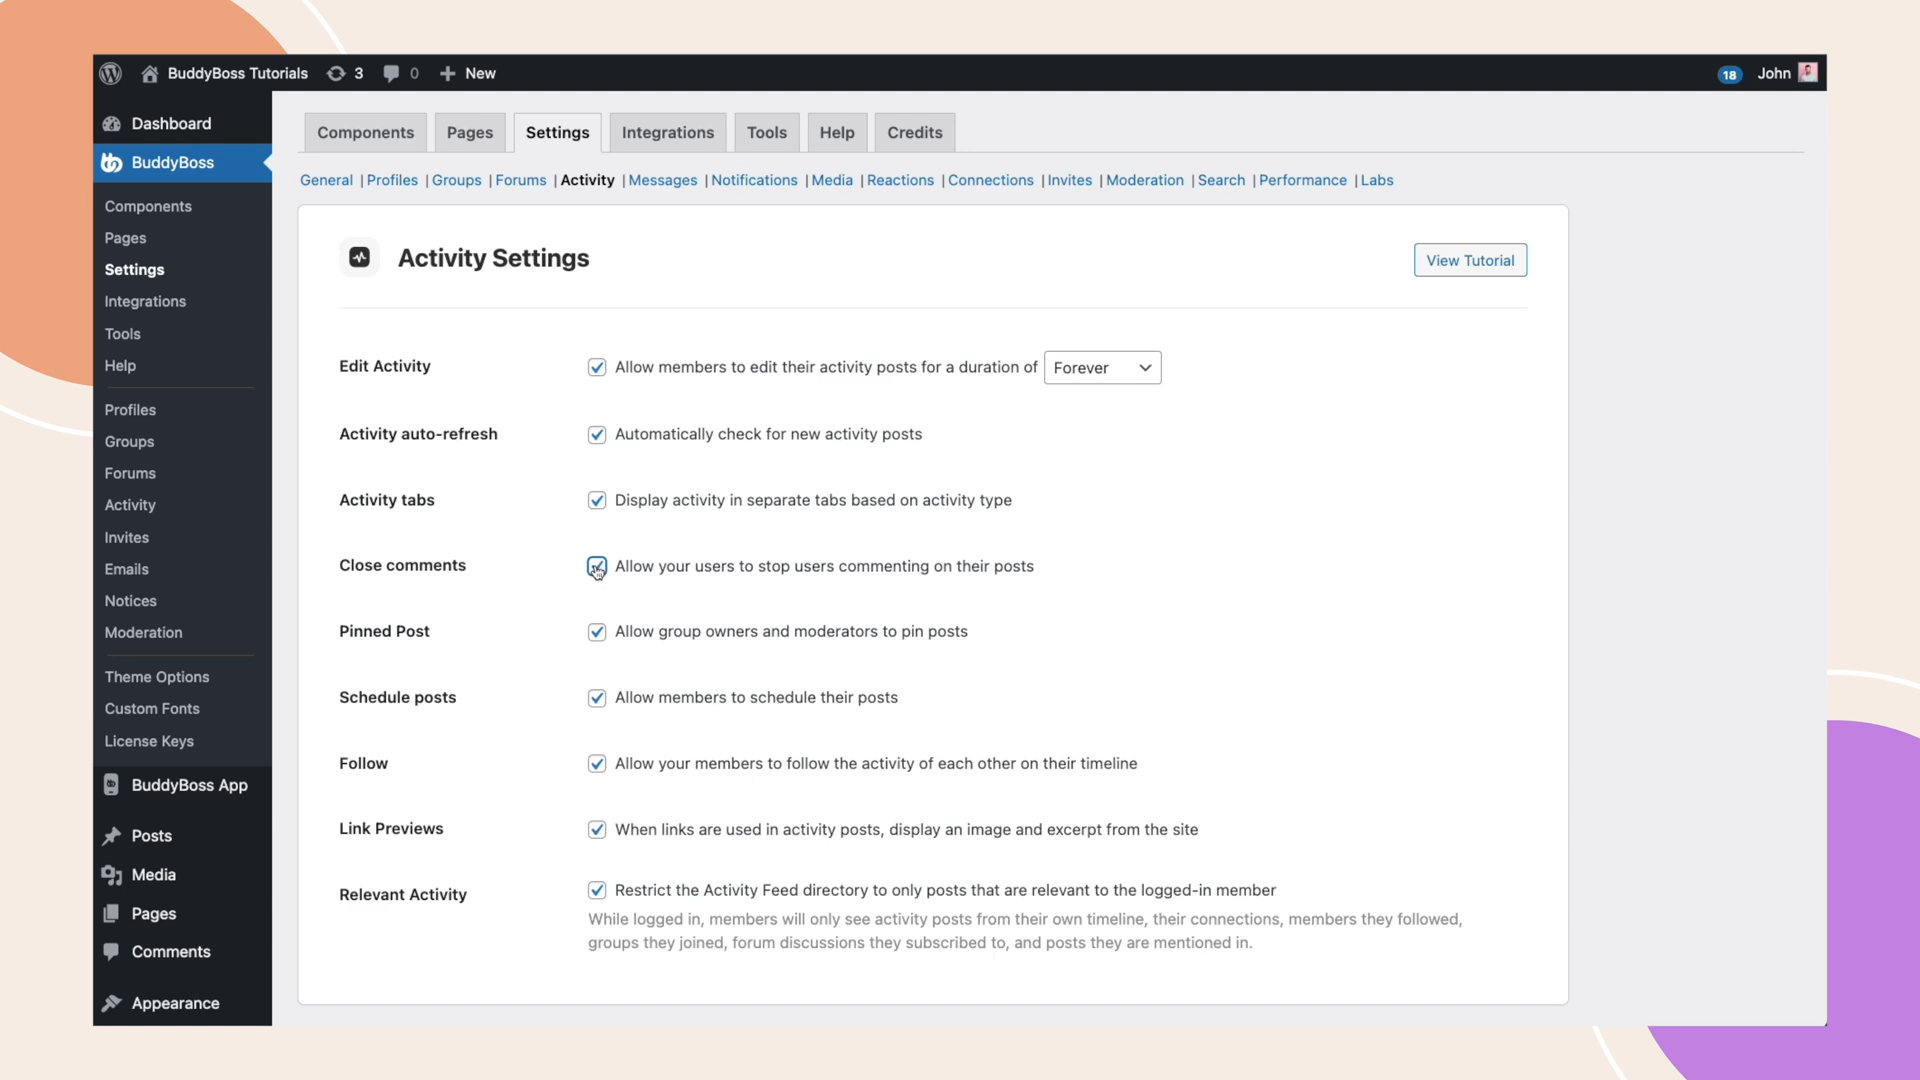 BuddyBoss Tutorials 3 0 New 18 John
Dashboard
BuddyBoss
Components
Pages
Settings
Integrations
Tools
Help
Profiles
Groups
Forums
Activity
Invites
Emails
Notices
Moderation
Theme Options
Custom Fonts
License Keys
BuddyBoss App
Posts
Media
Pages
Comments
Appearance
Components Pages Settings Integrations Tools Help Credits
General | Profiles | Groups | Forums | Activity | Messages | Notifications | Media | Reactions | Connections | Invites | Moderation | Search | Performance | Labs
Activity Settings View Tutorial
Edit Activity Allow members to edit their activity posts for a duration of Forever
Activity auto-refresh Automatically check for new activity posts
Activity tabs Display activity in separate tabs based on activity type
Close comments Allow your users to stop users commenting on their posts
Pinned Post Allow group owners and moderators to pin posts
Schedule posts Allow members to schedule their posts
Follow Allow your members to follow the activity of each other on their timeline
Link Previews When links are used in activity posts, display an image and excerpt from the site
Relevant Activity Restrict the Activity Feed directory to only posts that are relevant to the logged-in member
While logged in, members will only see activity posts from their own timeline, their connections, members they followed,
groups they joined, forum discussions they subscribed to, and posts they are mentioned in.